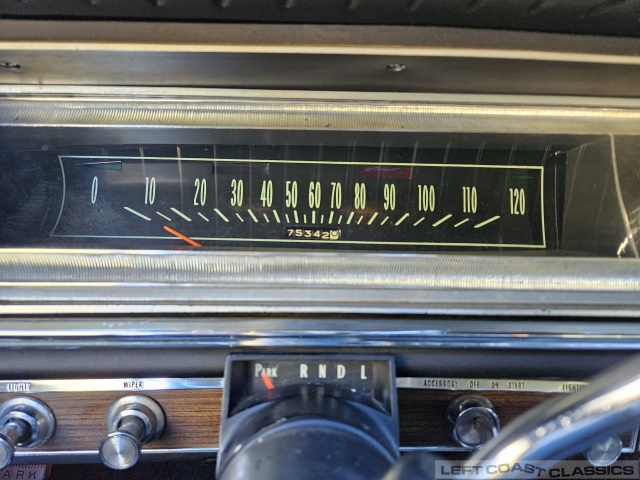 0 10 20 30 40 50 60 70 80 90 100 110 120
753425
PARK R N D L
LIGHTS WIPER ACCESSORY OFF ON START
ARK
LEFT COAST CLASSICS